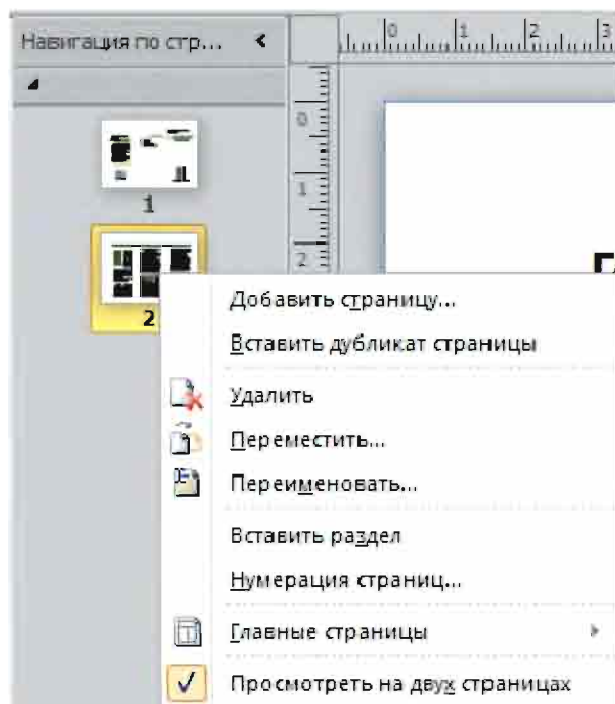 Навигация по стр...
0 1 2 3
0
1
2
1
2
Добавить страницу...
Вставить дубликат страницы
Удалить
Переместить...
Переименовать...
Вставить раздел
Нумерация страниц...
Главные страницы
Просмотреть на двух страницах